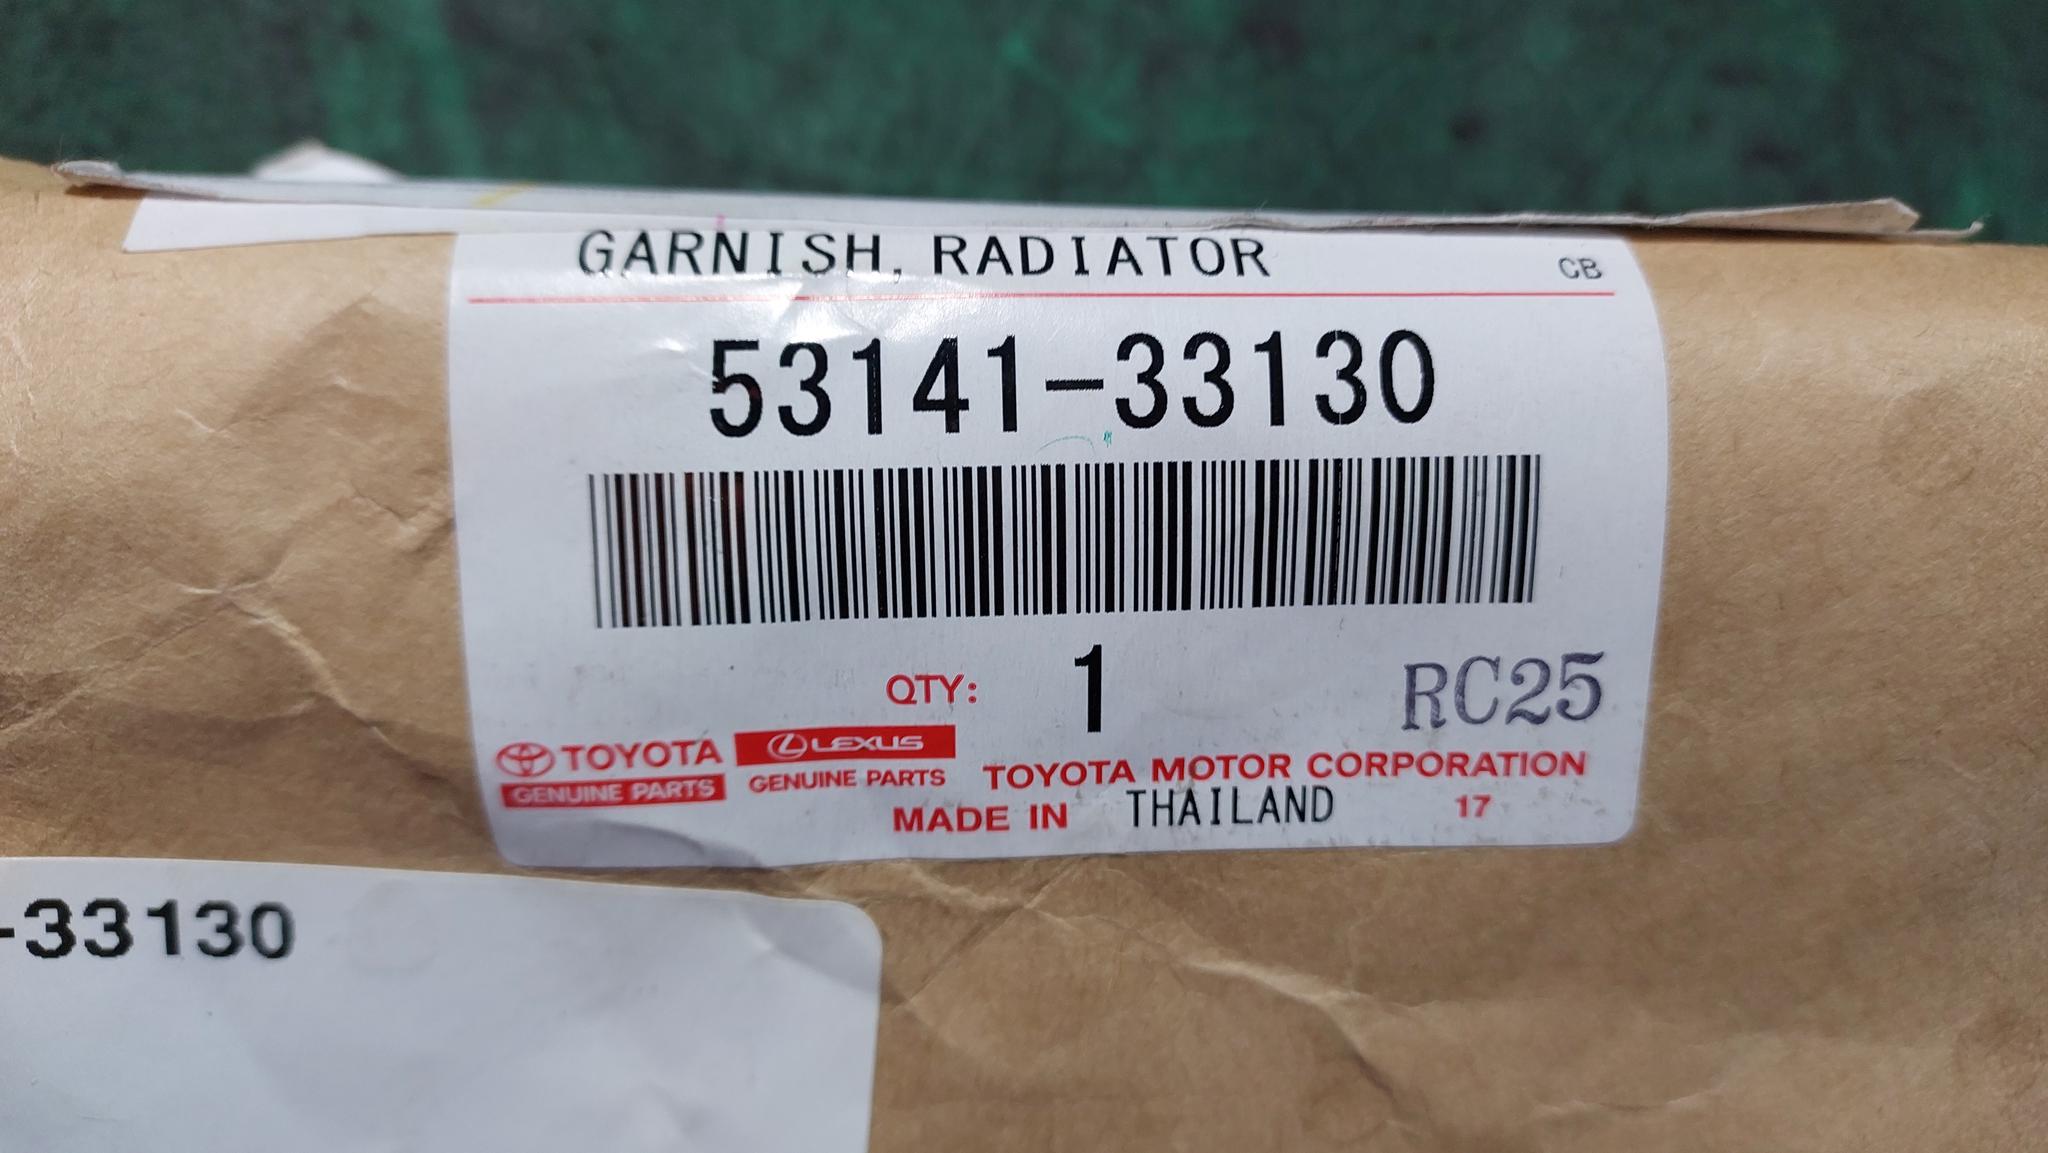 GARNISH, RADIATOR CB
53141-33130
QTY: 1 RC25
TOYOTA LEXUS
GENUINE PARTS GENUINE PARTS TOYOTA MOTOR CORPORATION
MADE IN THAILAND 17
-33130